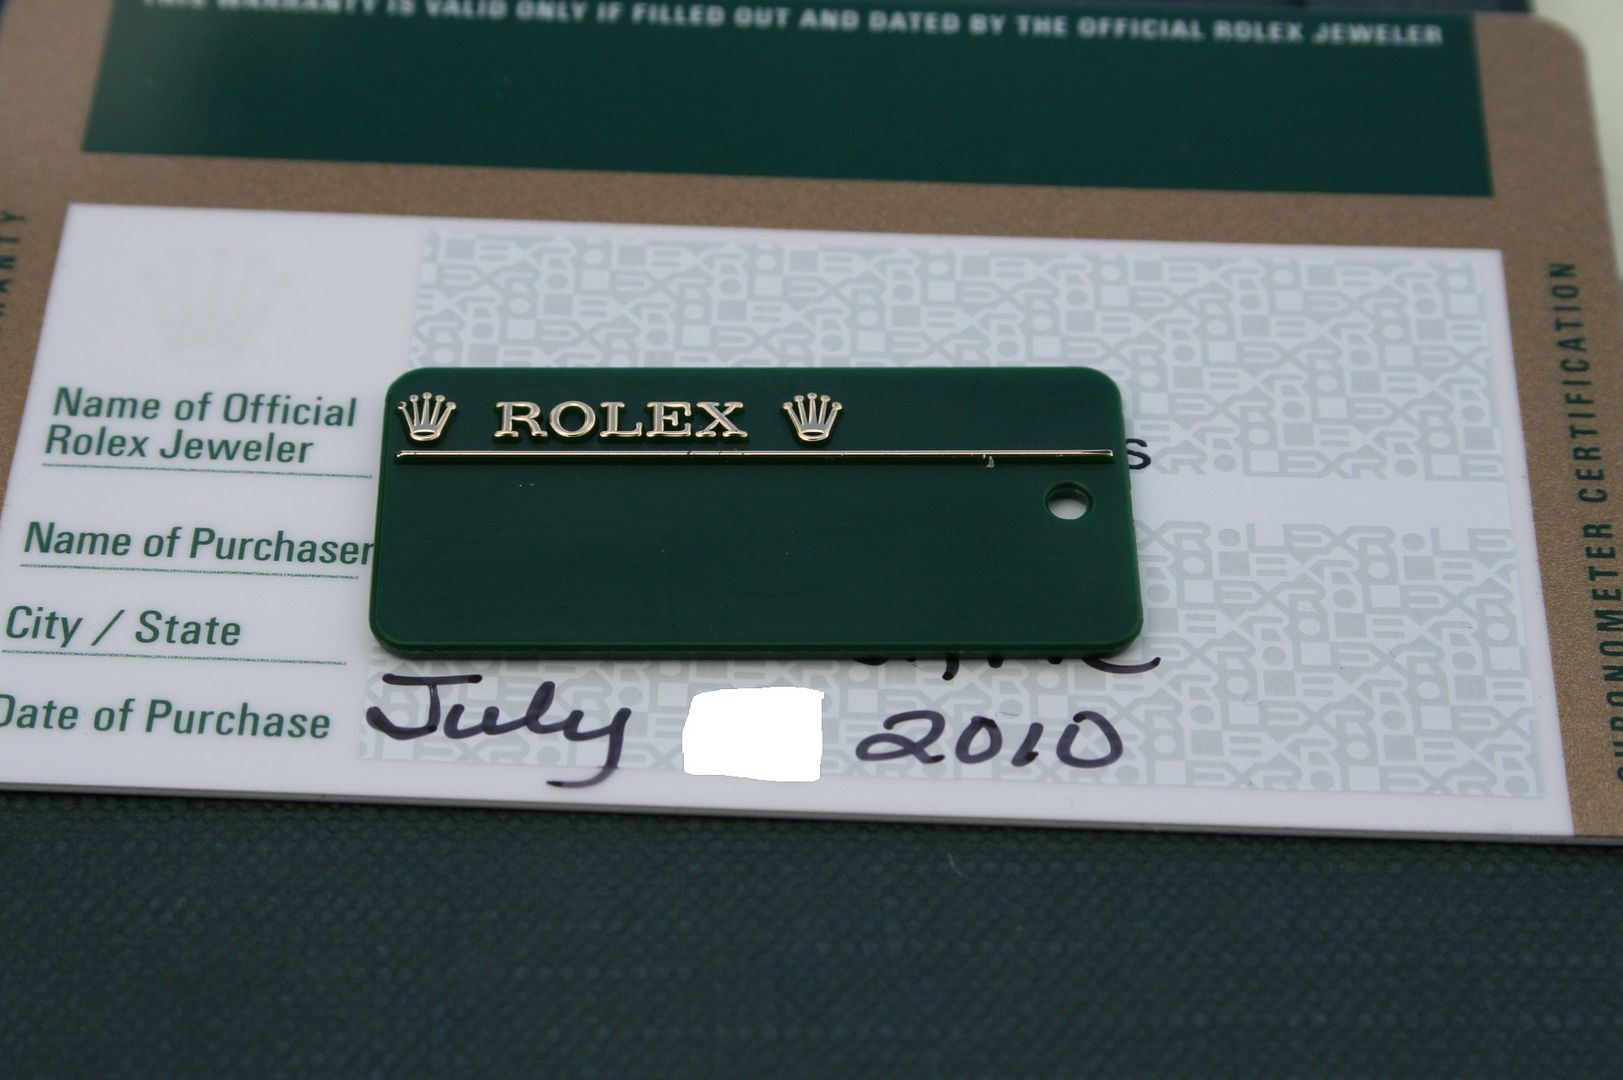 THIS WARRANTY IS VALID ONLY IF FILLED OUT AND DATED BY THE OFFICIAL ROLEX JEWELER
Name of Official
Rolex Jeweler
ROLEX
Name of Purchaser
City / State
Date of Purchase July 2010
CHRONOMETER CERTIFICATION